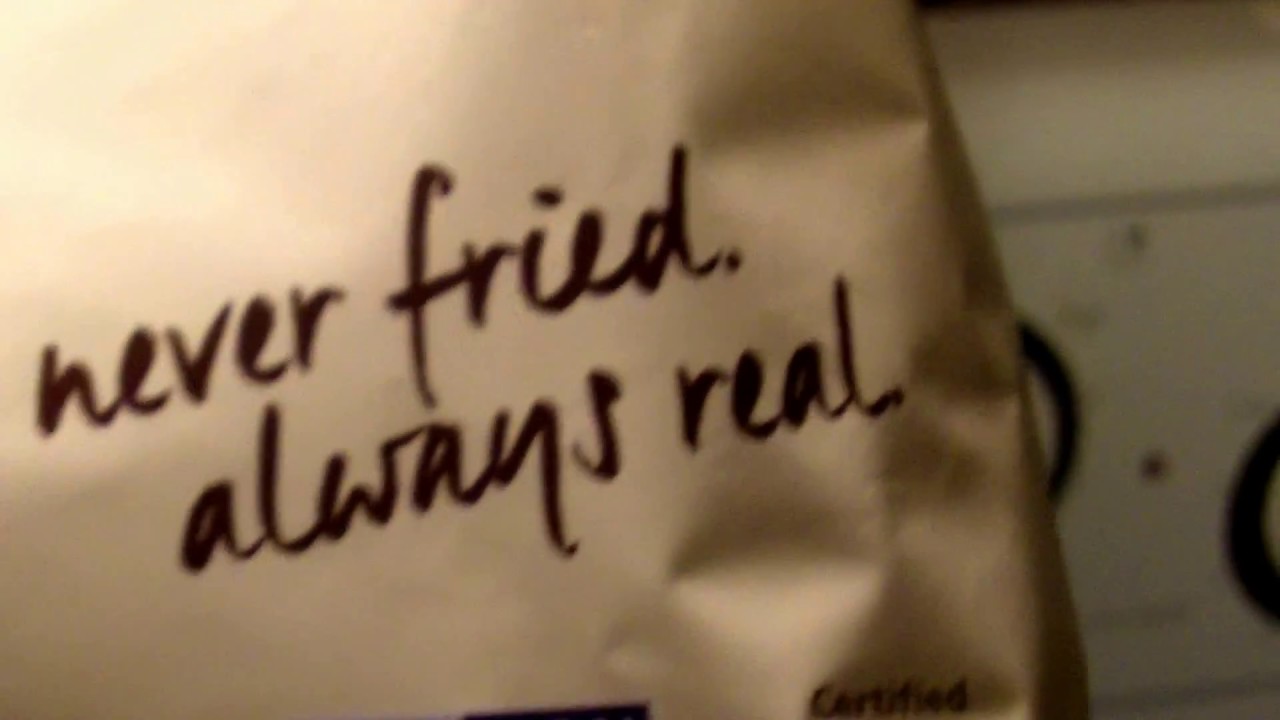 never fried.
always real.
Certified